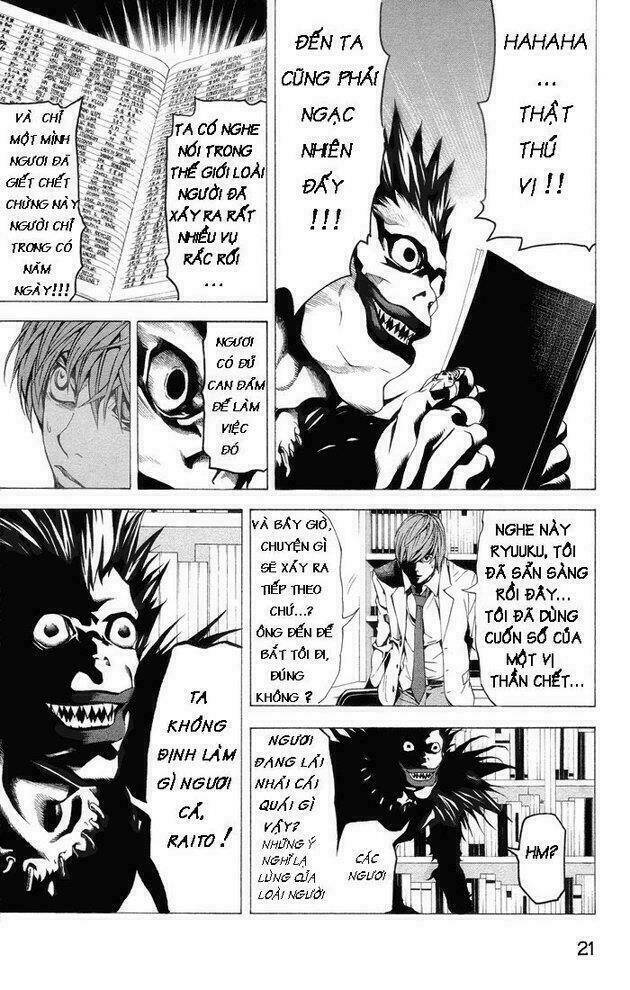 HAHAHA
...
THẬT
THÚ
VỊ !!
ĐẾN TA
CŨNG PHẢI
NGẠC
NHIÊN
ĐẤY
!!!
TA CÓ NGHE
NÓI TRONG
THẾ GIỚI LOÀI
NGƯỜI ĐÃ
XẢY RA RẤT
NHIỀU VỤ
RẮC RỐI
...
VÀ CHỈ
MỘT MÌNH
NGƯƠI ĐÃ
GIẾT CHẾT
CHỪNG NÀY
NGƯỜI CHỈ
TRONG CÓ
NĂM
NGÀY!!!
NGƯƠI
CÓ ĐỦ
CAN ĐẢM
ĐỂ LÀM
VIỆC
ĐÓ
NGHE NÀY
RYUUKU, TÔI
ĐÃ SẴN SÀNG
RỒI ĐÂY...
TÔI ĐÃ DÙNG
CUỐN SỔ CỦA
MỘT VỊ
THẦN CHẾT...
VÀ BÂY GIỜ,
CHUYỆN GÌ
SẼ XẢY RA
TIẾP THEO
CHỨ...?
ÔNG ĐẾN ĐỂ
BẮT TÔI ĐI,
ĐÚNG
KHÔNG ?
HM?
CÁC
NGƯƠI
NGƯƠI
ĐANG LẢI
NHẢI CÁI
QUÁI GÌ
VẬY?
NHỮNG Ý
NGHĨ LẠ
LÙNG CỦA
LOÀI NGƯỜI
TA
KHÔNG
ĐỊNH LÀM
GÌ NGƯƠI
CẢ,
RAITO !
21